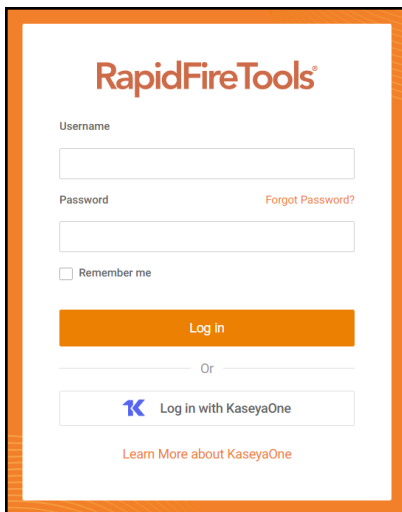 RapidFireTools®
Username
Password Forgot Password?
Remember me
Log in
Or
Log in with KaseyaOne
Learn More about KaseyaOne